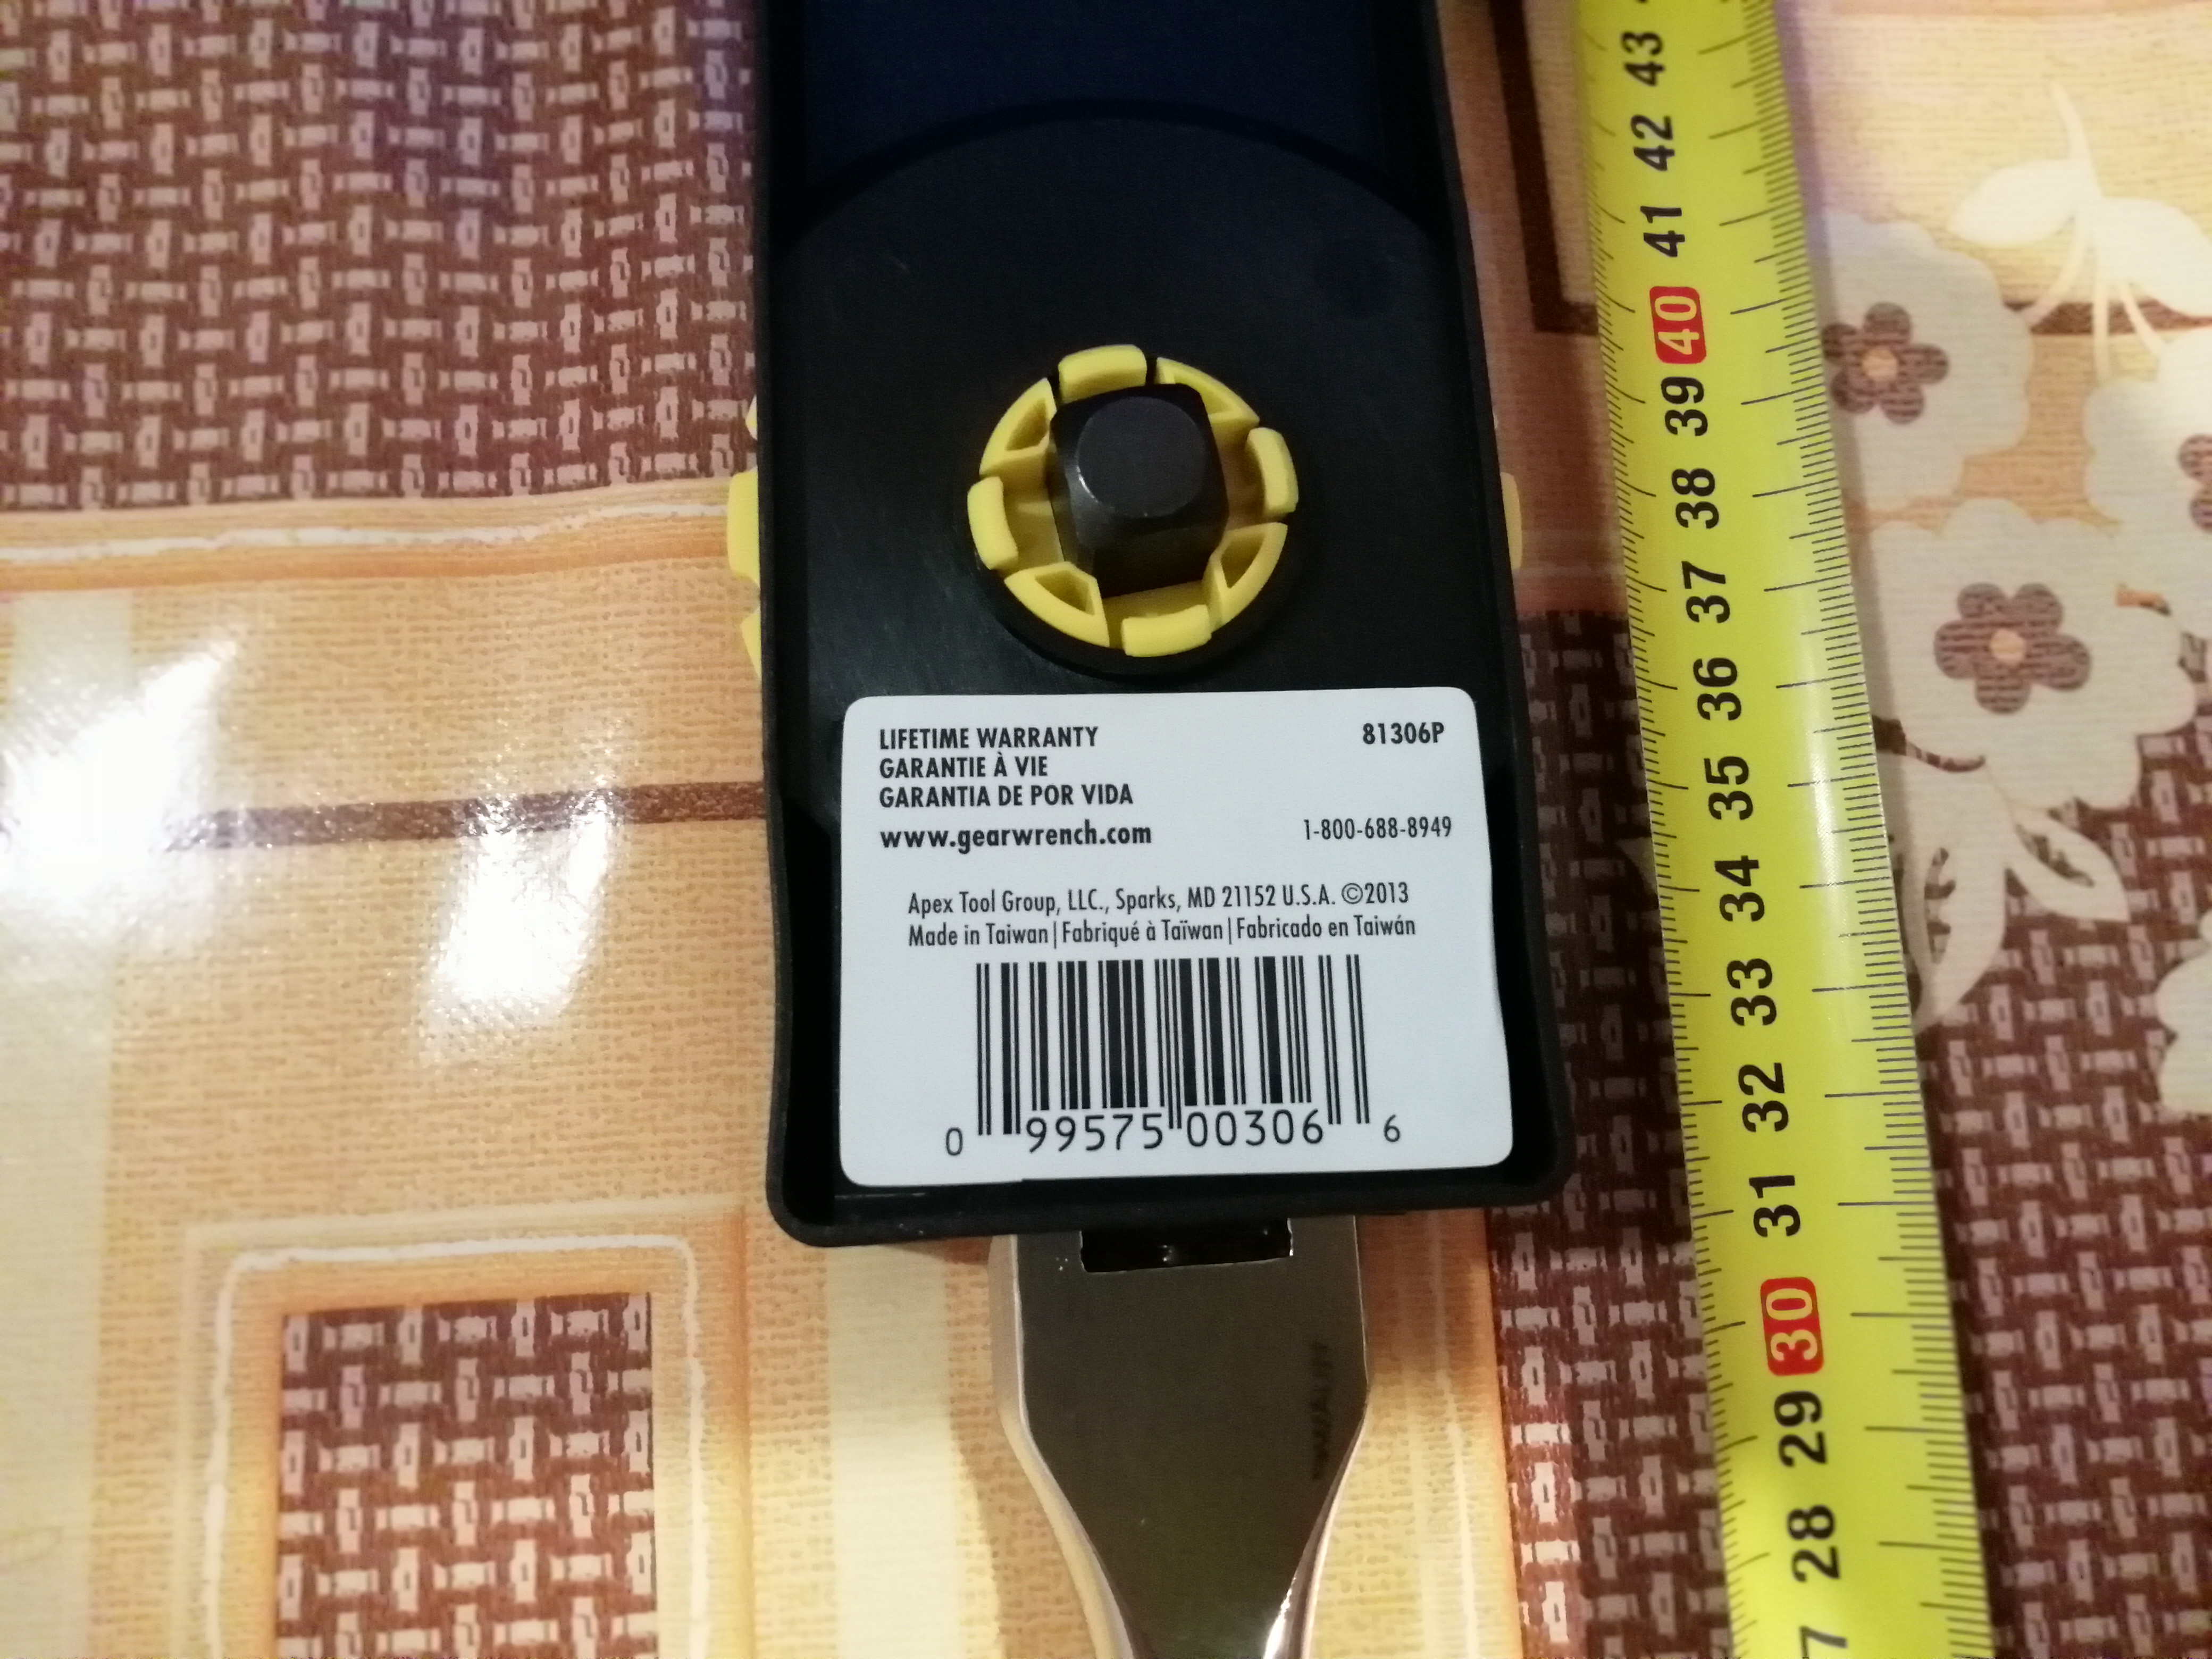 LIFETIME WARRANTY 81306P
GARANTIE À VIE
GARANTIA DE POR VIDA
www.gearwrench.com 1-800-688-8949
Apex Tool Group, LLC., Sparks, MD 21152 U.S.A. ©2013
Made in Taiwan | Fabriqué à Taïwan | Fabricado en Taiwán
0 99575 00306 6
43
42
41
40
39
38
37
36
35
34
33
32
31
30
29
28
7